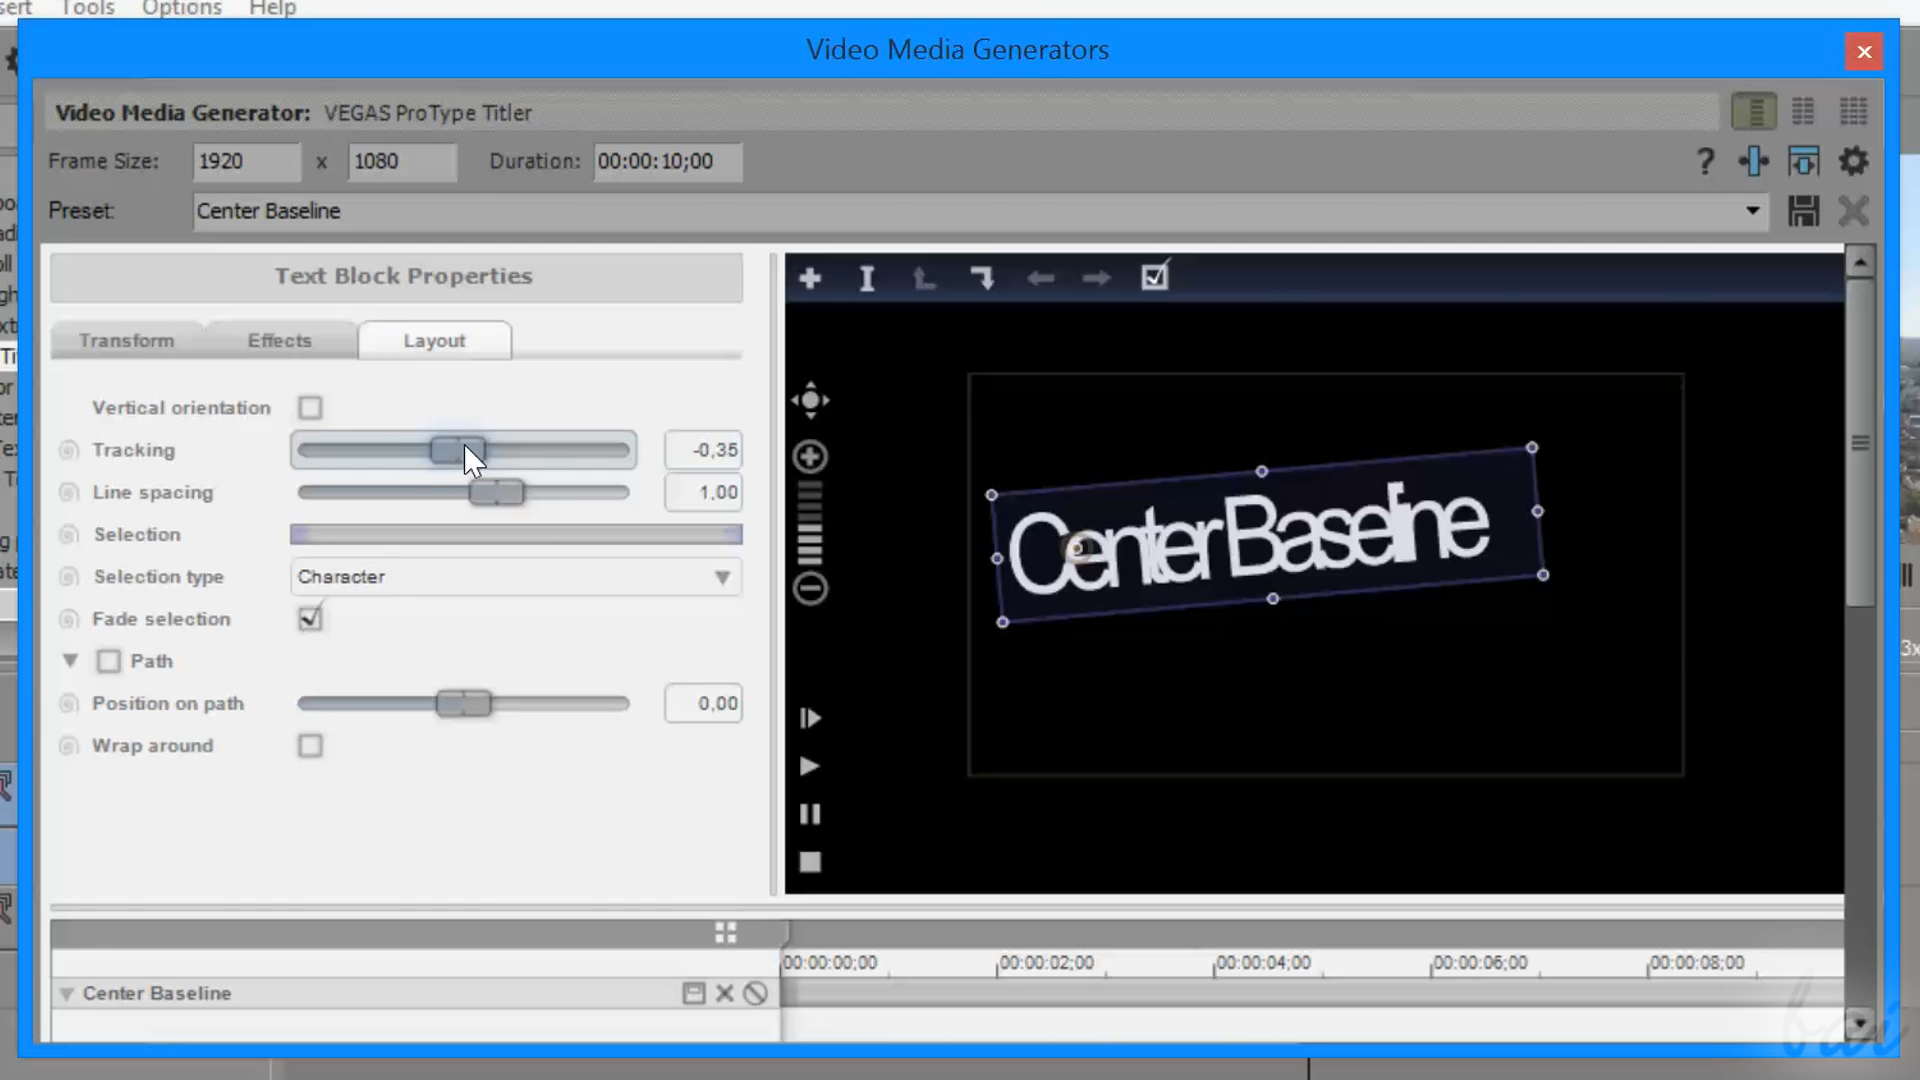 sert Tools Options Help
Video Media Generators
Video Media Generator: VEGAS ProType Titler
Frame Size: 1920 x 1080 Duration: 00:00:10;00
Preset: Center Baseline
Text Block Properties
Transform Effects Layout
Vertical orientation
Tracking -0,35
Line spacing 1.00
Selection
Selection type Character
Fade selection
Path
Position on path 0,00
Wrap around
Center Baseline
00:00:00;00 00:00:02;00 00:00:04;00 00:00:06;00 00:00:08;00
Center Baseline